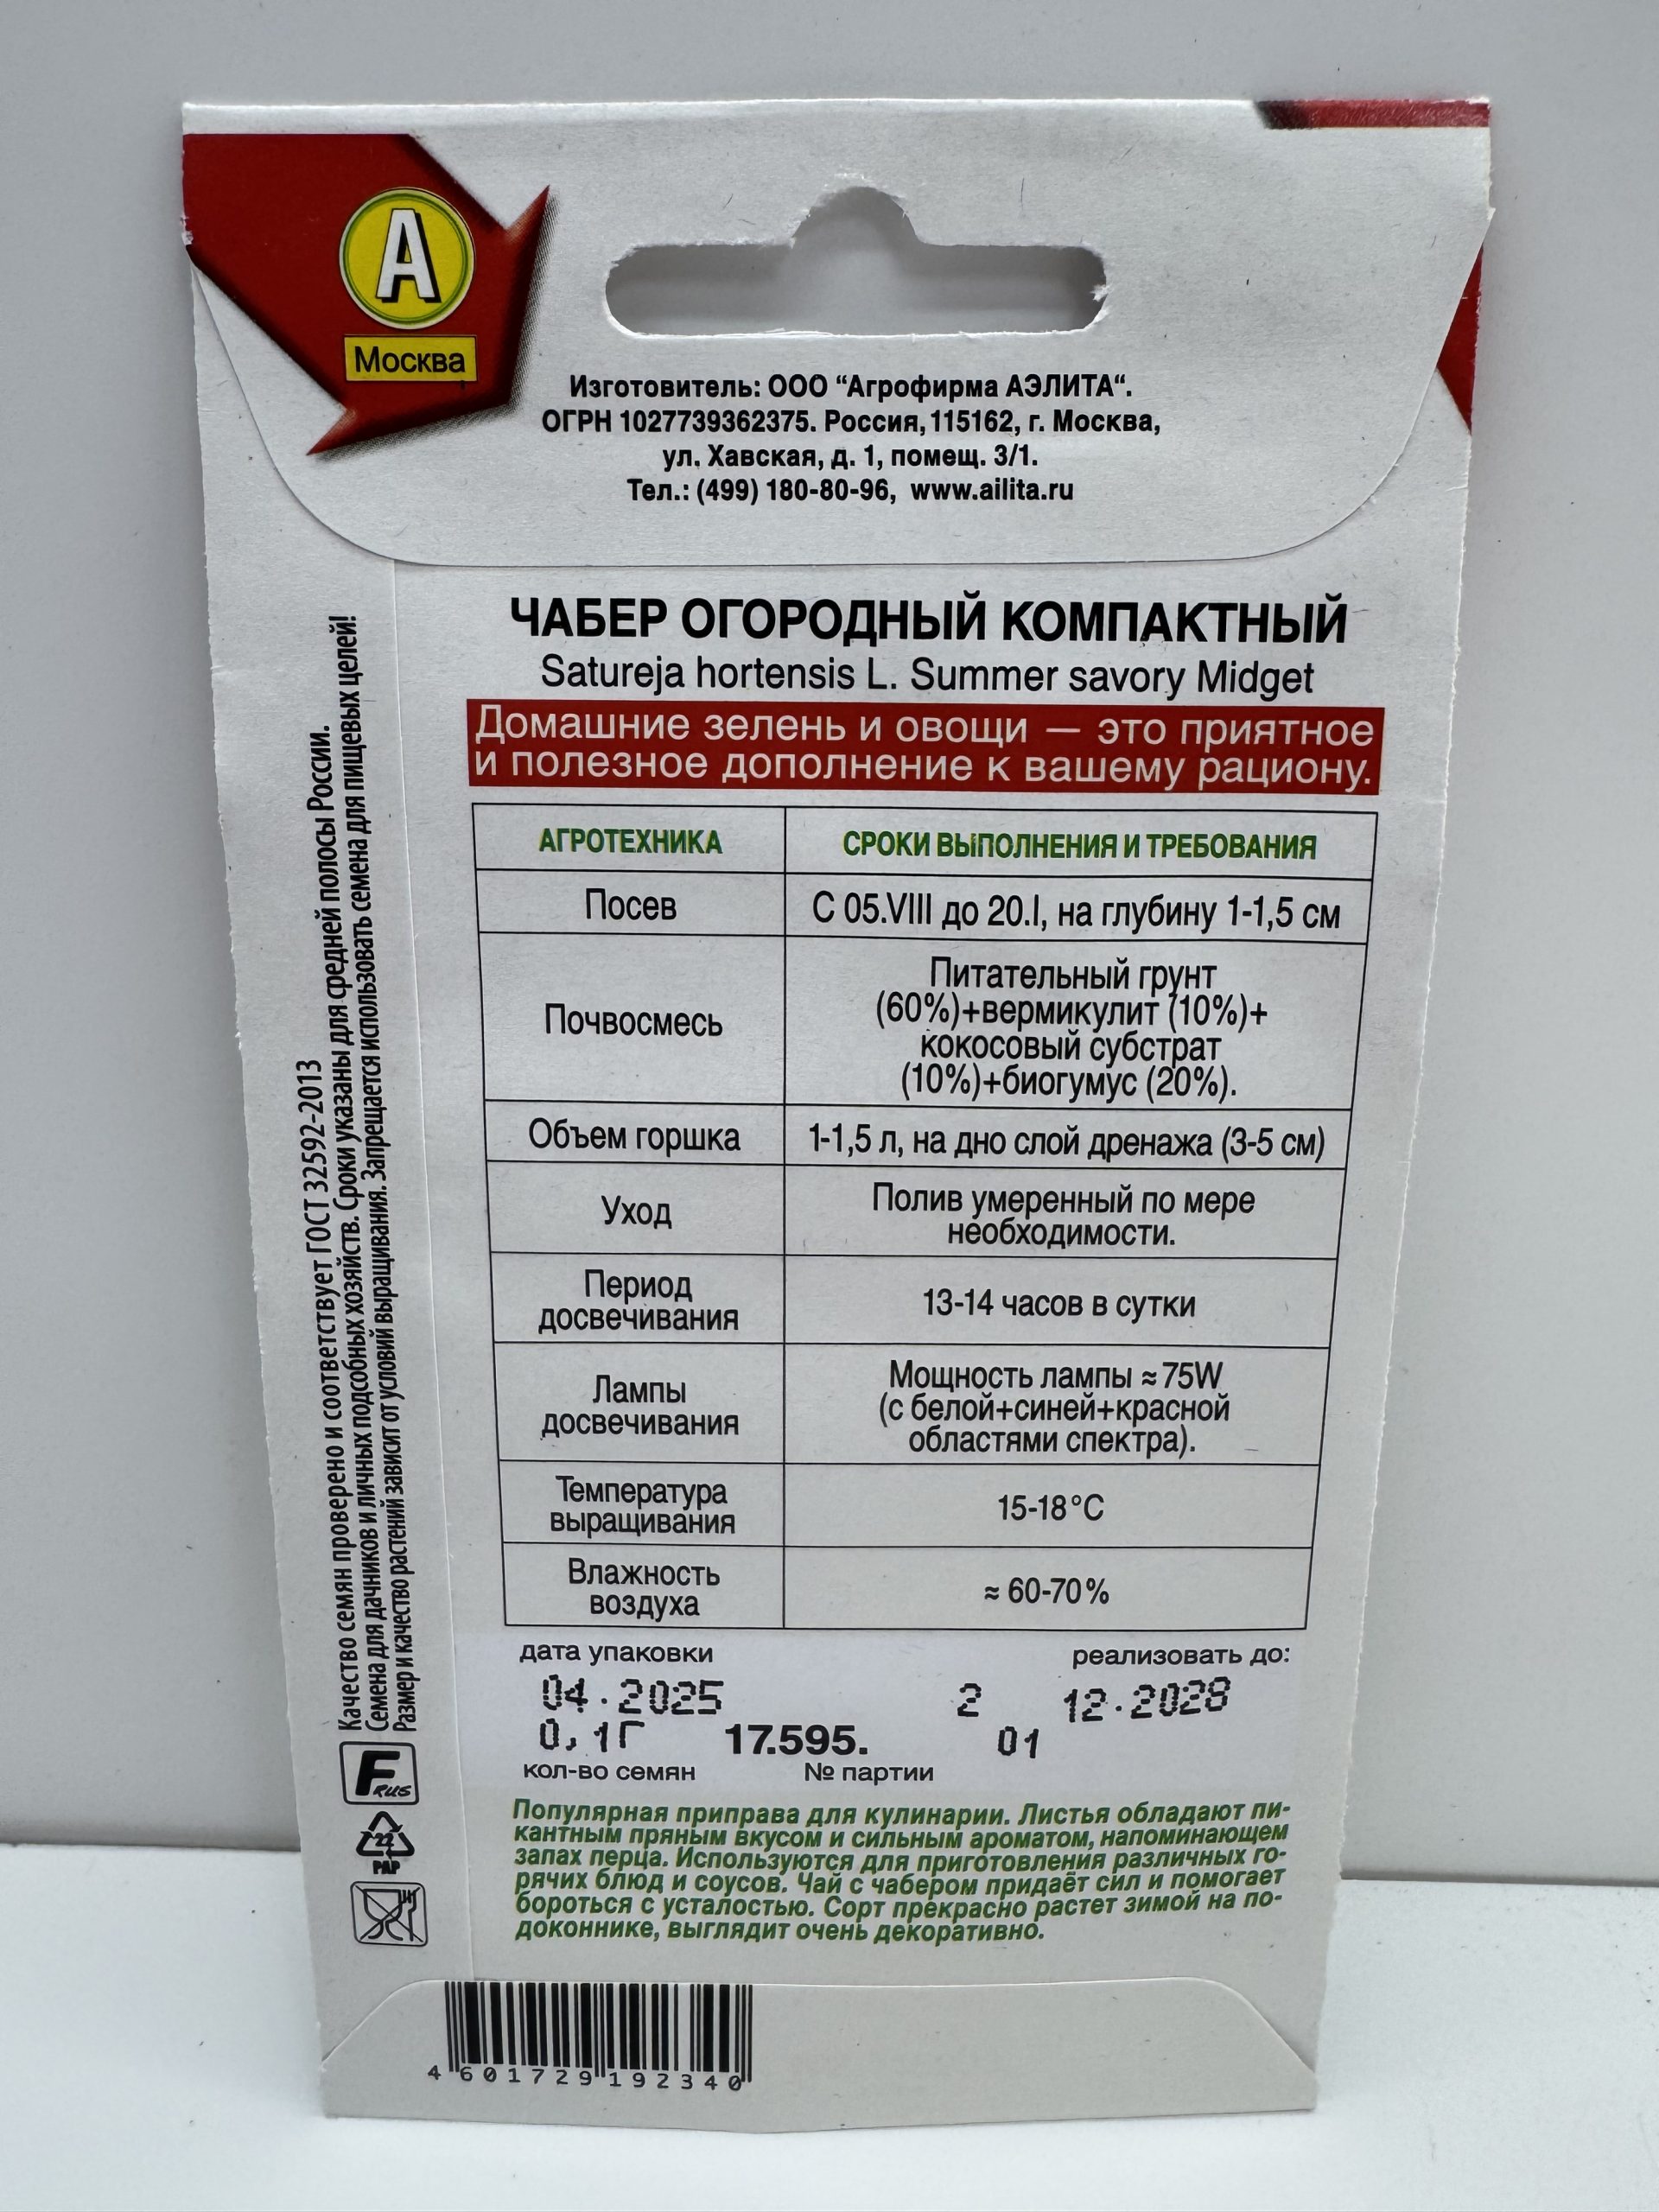 А
Москва
Изготовитель: ООО “Агрофирма АЭЛИТА“.
ОГРН 1027739362375. Россия, 115162, г. Москва,
ул. Хавская, д. 1, помещ. 3/1.
Тел.: (499) 180-80-96, www.ailita.ru
ЧАБЕР ОГОРОДНЫЙ КОМПАКТНЫЙ
Satureja hortensis L. Summer savory Midget
Домашние зелень и овощи — это приятное
и полезное дополнение к вашему рациону.
АГРОТЕХНИКА СРОКИ ВЫПОЛНЕНИЯ И ТРЕБОВАНИЯ
Посев С 05.VIII до 20.I, на глубину 1-1,5 см
Почвосмесь
Питательный грунт
(60%)+вермикулит (10%)+
кокосовый субстрат
(10%)+биогумус (20%).
Объем горшка 1-1,5 л, на дно слой дренажа (3-5 см)
Уход
Полив умеренный по мере
необходимости.
Период
досвечивания
13-14 часов в сутки
Лампы
досвечивания
Мощность лампы ≈ 75W
(с белой+синей+красной
областями спектра).
Температура
выращивания
15-18°C
Влажность
воздуха
≈ 60-70%
дата упаковки реализовать до:
04.2025 2 12.2028
0,1Г 17.595. 01
кол-во семян № партии
Популярная приправа для кулинарии. Листья обладают пи-
кантным пряным вкусом и сильным ароматом, напоминающем
запах перца. Используются для приготовления различных го-
рячих блюд и соусов. Чай с чабером придаёт сил и помогает
бороться с усталостью. Сорт прекрасно растет зимой на по-
доконнике, выглядит очень декоративно.
Качество семян проверено и соответствует ГОСТ 32592-2013
Семена для дачников и личных подсобных хозяйств. Сроки указаны для средней полосы России.
Размер и качество растений зависит от условий выращивания. Запрещается использовать семена для пищевых целей!
F RUS
22
PAP
4 601729 192340